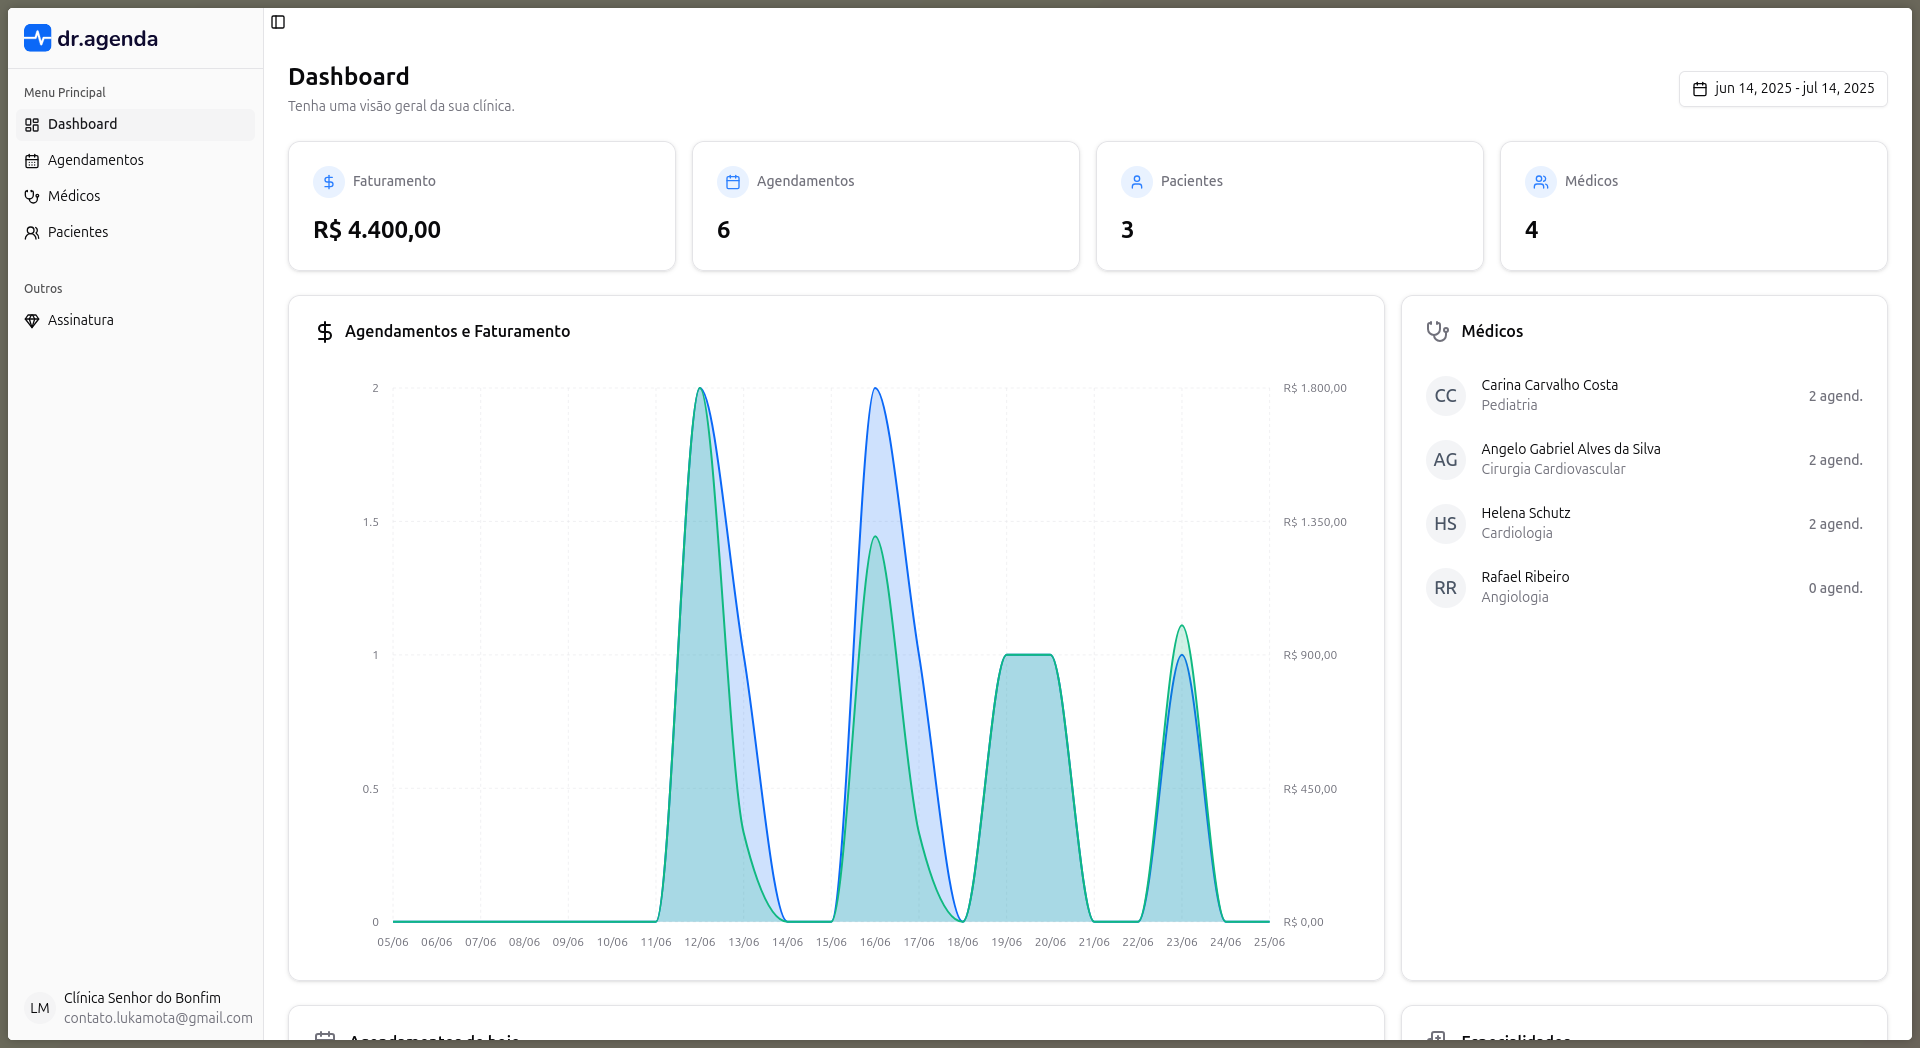 dr.agenda
Menu Principal
Dashboard
Agendamentos
Médicos
Pacientes
Outros
Assinatura
LM
Clínica Senhor do Bonfim
contato.lukamota@gmail.com
Dashboard
Tenha uma visão geral da sua clínica.
jun 14, 2025 - jul 14, 2025
Faturamento
R$ 4.400,00
Agendamentos
6
Pacientes
3
Médicos
4
Agendamentos e Faturamento
2
1.5
1
0.5
0
R$ 1.800,00
R$ 1.350,00
R$ 900,00
R$ 450,00
R$ 0,00
05/06 06/06 07/06 08/06 09/06 10/06 11/06 12/06 13/06 14/06 15/06 16/06 17/06 18/06 19/06 20/06 21/06 22/06 23/06 24/06 25/06
Médicos
CC
Carina Carvalho Costa
Pediatria
2 agend.
AG
Angelo Gabriel Alves da Silva
Cirurgia Cardiovascular
2 agend.
HS
Helena Schutz
Cardiologia
2 agend.
RR
Rafael Ribeiro
Angiologia
0 agend.
Agendamentos de hoje
Especialidades